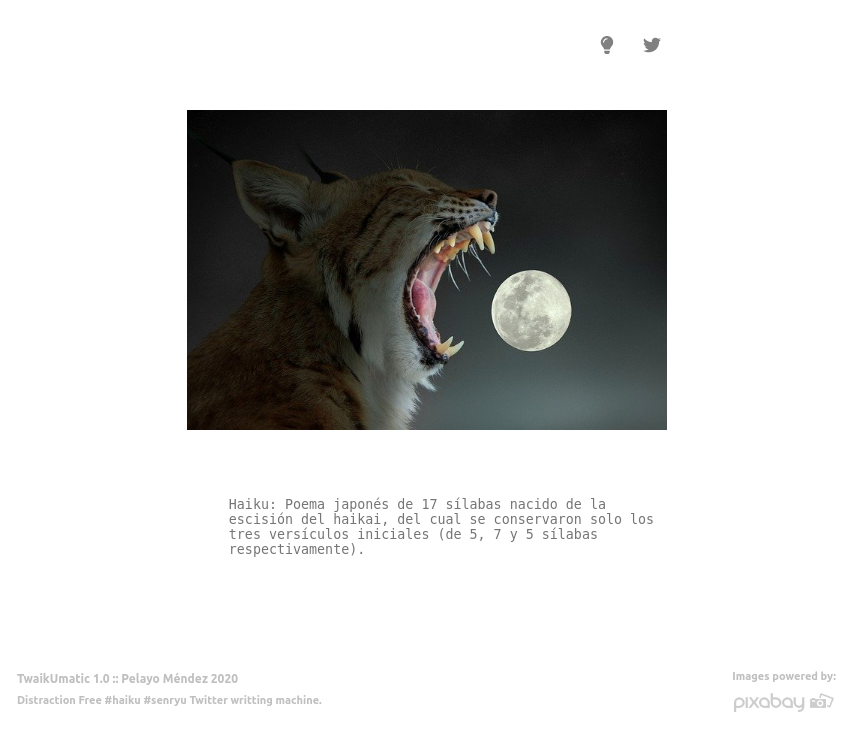 Haiku: Poema japonés de 17 sílabas nacido de la
escisión del haikai, del cual se conservaron solo los
tres versículos iniciales (de 5, 7 y 5 sílabas
respectivamente).
TwaikUmatic 1.0 :: Pelayo Méndez 2020
Distraction Free #haiku #senryu Twitter writting machine.
Images powered by:
pixabay